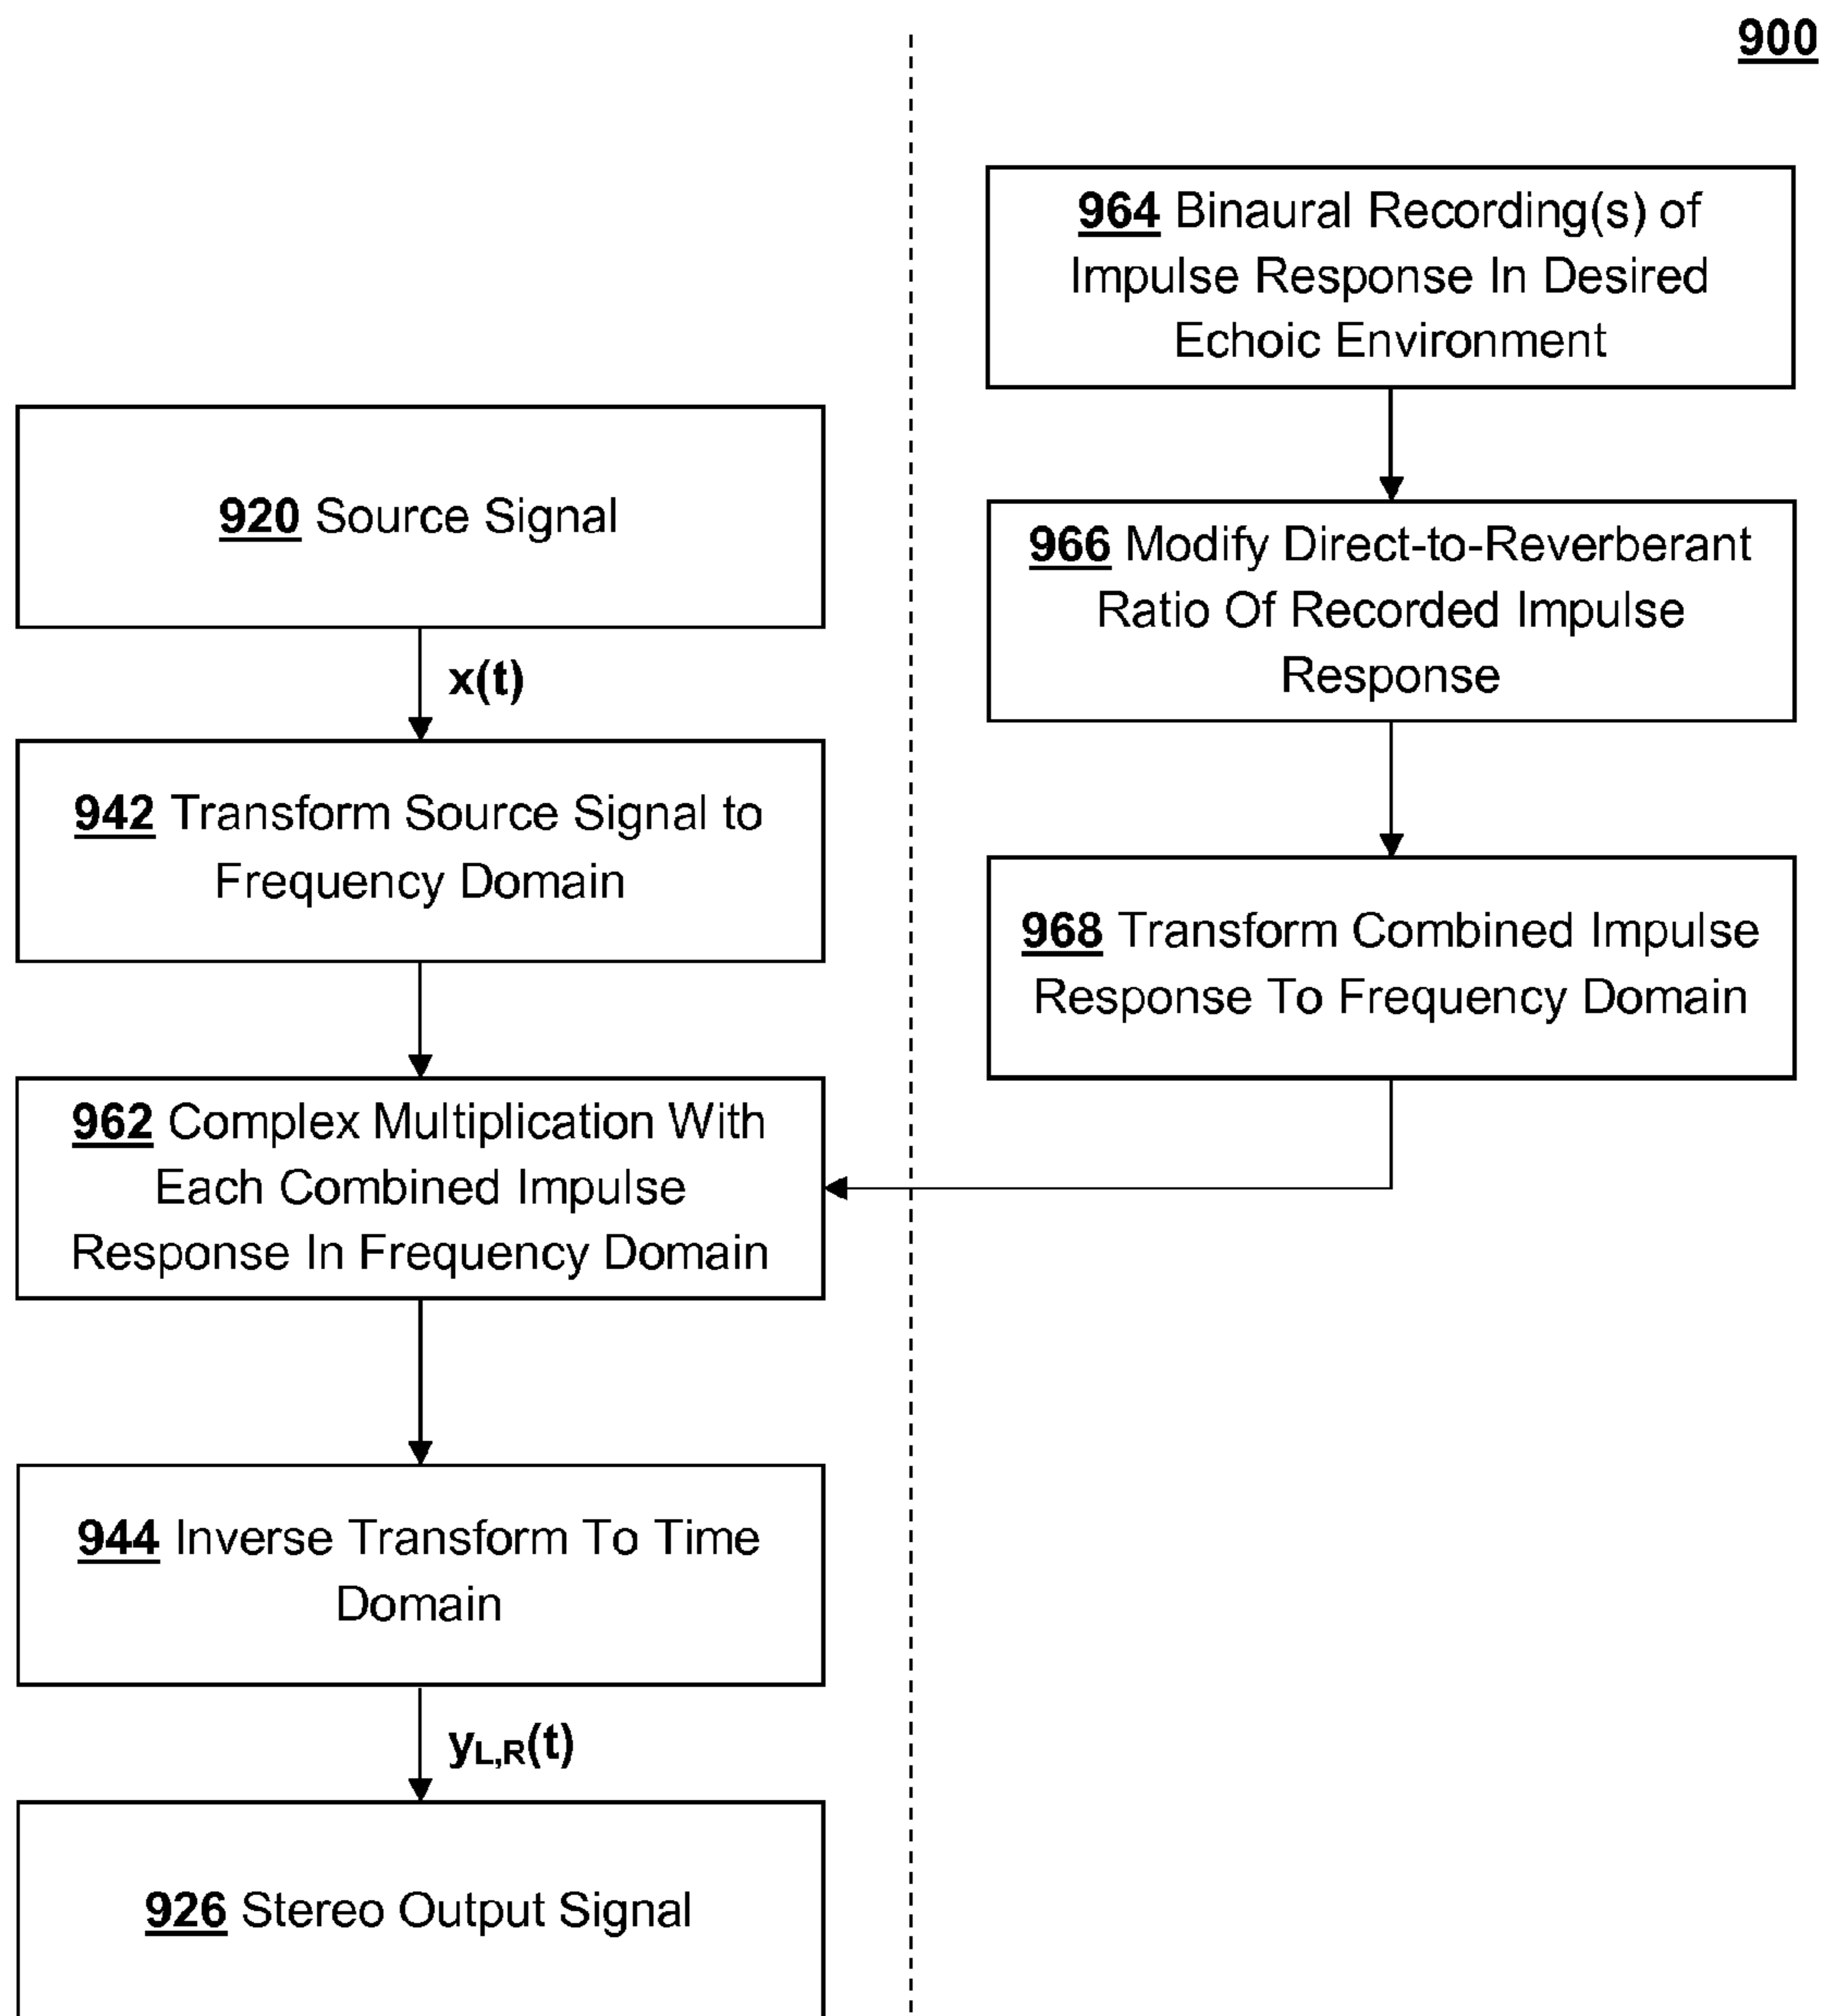 900
964 Binaural Recording(s) of
Impulse Response In Desired
Echoic Environment
920 Source Signal
966 Modify Direct-to-Reverberant
Ratio Of Recorded Impulse
Response
x(t)
942 Transform Source Signal to
Frequency Domain
968 Transform Combined Impulse
Response To Frequency Domain
962 Complex Multiplication With
Each Combined Impulse
Response In Frequency Domain
944 Inverse Transform To Time
Domain
yL,R(t)
926 Stereo Output Signal